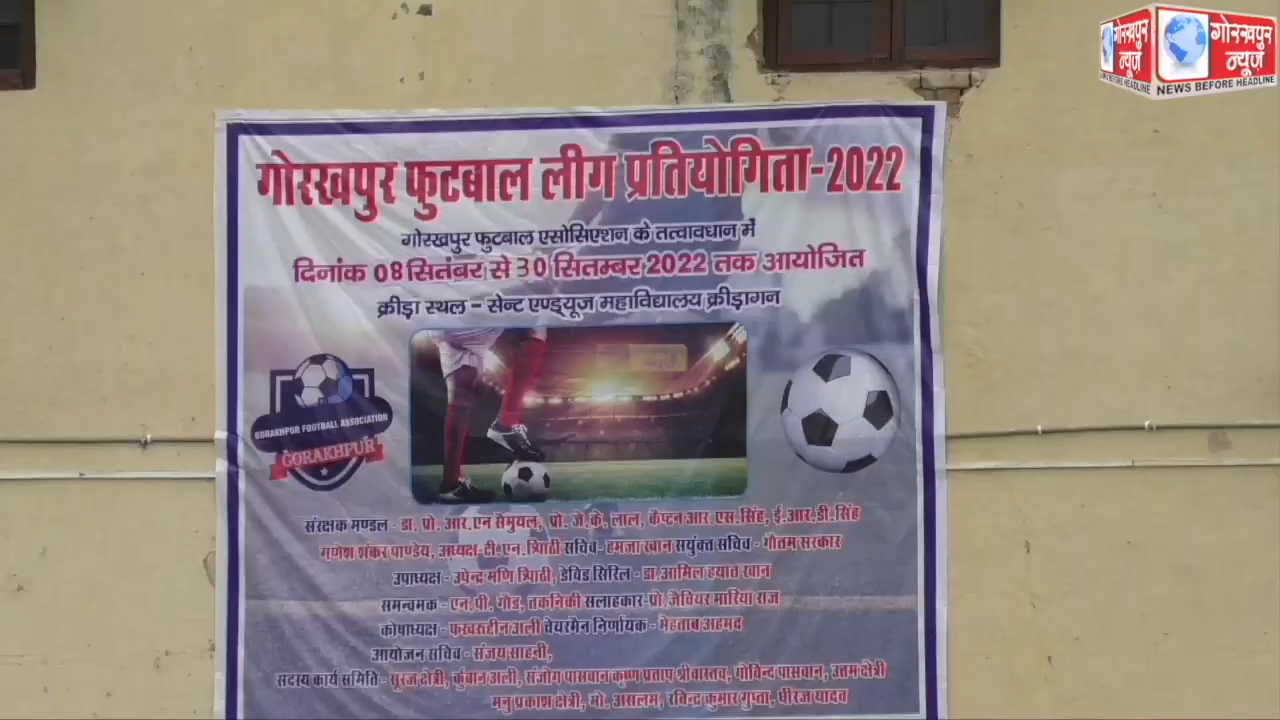 गोरखपुर न्यूज़
गोरखपुर न्यूज़
NEWS BEFORE HEADLINE
गोरखपुर फुटबाल लीग प्रतियोगिता-2022
गोरखपुर फुटबाल एसोसिएशन के तत्वावधान में
दिनांक 08 सितंबर से 30 सितम्बर 2022 तक आयोजित
क्रीड़ा स्थल - सेन्ट एण्ड्यूज महाविद्यालय क्रीड़ागन
GORAKHPUR FOOTBALL ASSOCIATION
GORAKHPUR
संरक्षक मण्डल - डा. प्रो. आर.एन सैमुयल, प्रो. जे.के. लाल, कैप्टन आर.एस.सिंह, ई.आर.डी.सिंह
गणेश शंकर पाण्डेय, अध्यक्ष-टी.एन.त्रिपाठी सचिव- हमजा खान सयुंक्त सचिव - गौतम सरकार
उपाध्यक्ष - उपेन्द्र मणि त्रिपाठी, डेविड सिरिल - डा. आमिल हयात खान
समन्वमक - एन.पी. गौड, तकनिकी सलाहकार-प्रो.जेवियर मारिया राज
कोषाध्यक्ष - फखरुद्दीन अली चेयरमैन निर्णायक - मेहताब अहमद
आयोजन सचिव - संजय साहनी,
सदस्य कार्य समिति - सूरज क्षेत्री, कुंबान अली, संजोग पासवान कृष्ण प्रताप श्रीवास्तव, गोविन्द पासवान, उत्तम क्षेत्री
मनु प्रकाश क्षेत्री, मो. असलम, रविन्द्र कुमार गुप्ता, धीरज यादव